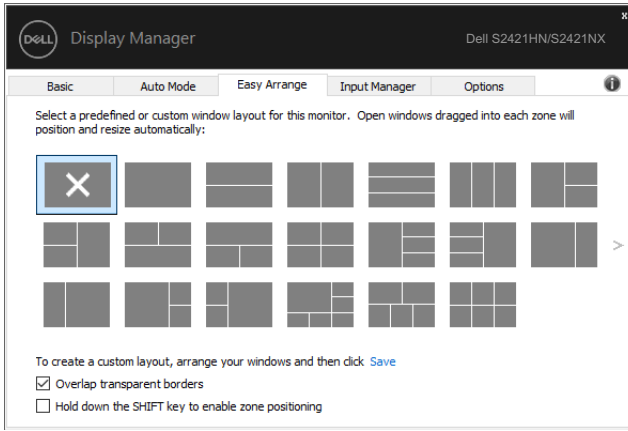 DELL Display Manager Dell S2421HN/S2421NX x
Basic Auto Mode Easy Arrange Input Manager Options i
Select a predefined or custom window layout for this monitor. Open windows dragged into each zone will
position and resize automatically:
>
To create a custom layout, arrange your windows and then click Save
Overlap transparent borders
Hold down the SHIFT key to enable zone positioning